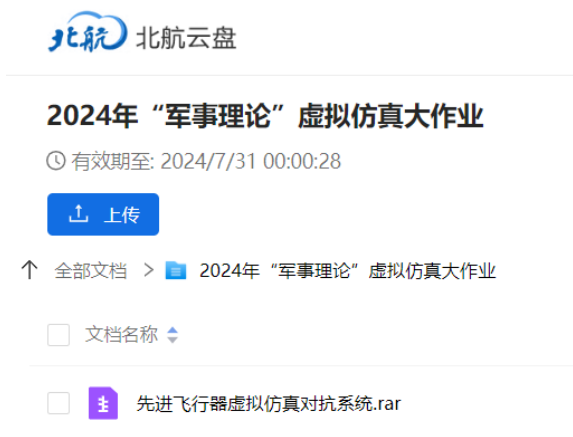 北航 北航云盘
2024年“军事理论”虚拟仿真大作业
有效期至: 2024/7/31 00:00:28
上传
全部文档 > 2024年“军事理论”虚拟仿真大作业
文档名称
先进飞行器虚拟仿真对抗系统.rar